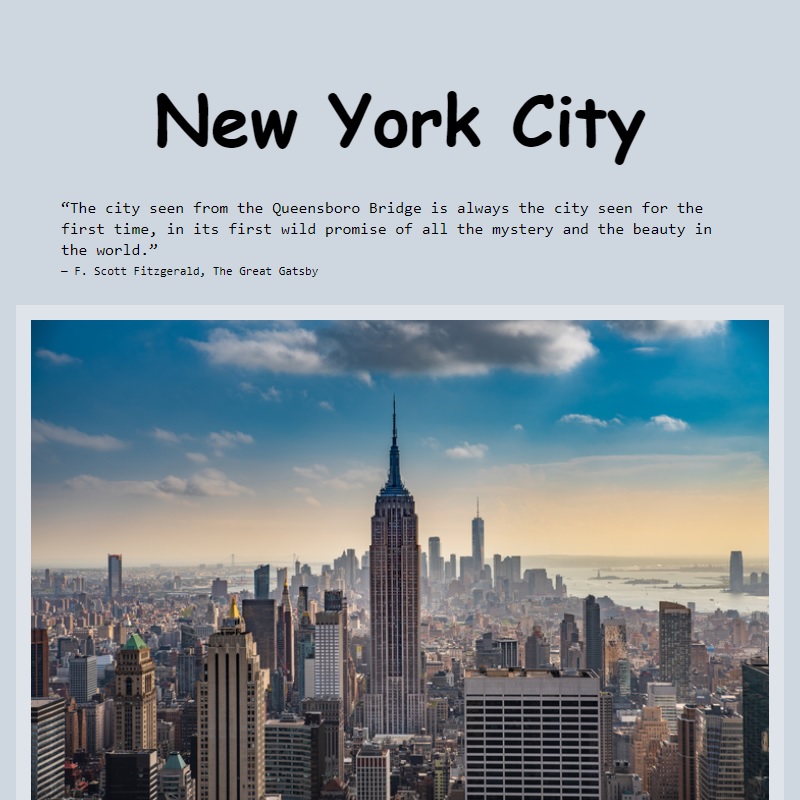 New York City
“The city seen from the Queensboro Bridge is always the city seen for the
first time, in its first wild promise of all the mystery and the beauty in
the world.”
— F. Scott Fitzgerald, The Great Gatsby